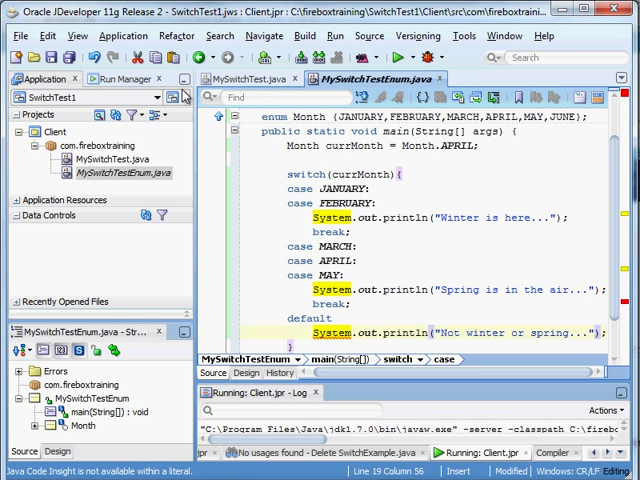 Oracle JDeveloper 11g Release 2 - SwitchTest1.jws : Client.jpr : C:\fireboxtraining\SwitchTest1\Client\src\com\fireboxtraini...
File Edit View Application Refactor Search Navigate Build Run Source Versioning Tools Window Help
Search
Application Run Manager
SwitchTest1
Projects
Client
com.fireboxtraining
MySwitchTest.java
MySwitchTestEnum.java
Application Resources
Data Controls
Recently Opened Files
MySwitchTestEnum.java - Str...
Errors
com.fireboxtraining
MySwitchTestEnum
main(String[]) : void
Month
Source Design
MySwitchTest.java MySwitchTestEnum.java
Find
enum Month {JANUARY,FEBRUARY,MARCH,APRIL,MAY,JUNE};
public static void main(String[] args) {
Month currMonth = Month.APRIL;
switch(currMonth){
case JANUARY:
case FEBRUARY:
System.out.println("Winter is here...");
break;
case MARCH:
case APRIL:
case MAY:
System.out.println("Spring is in the air...");
break;
default
System.out.println("Not winter or spring...");
}
MySwitchTestEnum main(String[]) switch case
Source Design History
Running: Client.jpr - Log
Actions
"C:\Program Files\Java\jdk1.7.0\bin\javaw.exe" -server -classpath C:\firebo
jpr No usages found - Delete SwitchExample.java Running: Client.jpr Compiler
Java Code Insight is not available within a literal. Line 19 Column 56 Insert Modified Windows: CR/LF Editing